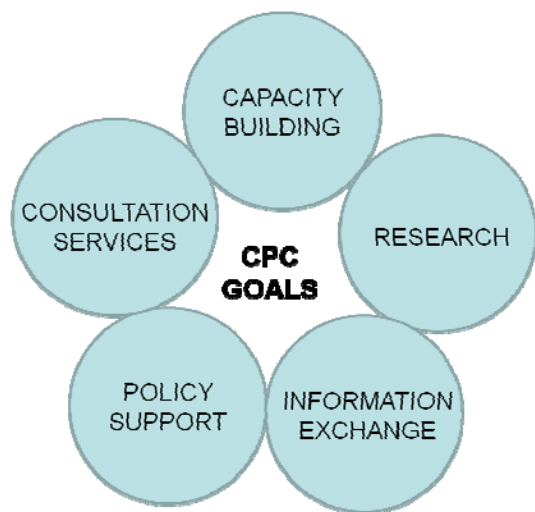 CAPACITY
BUILDING
CONSULTATION
SERVICES
RESEARCH
CPC
GOALS
POLICY
SUPPORT
INFORMATION
EXCHANGE